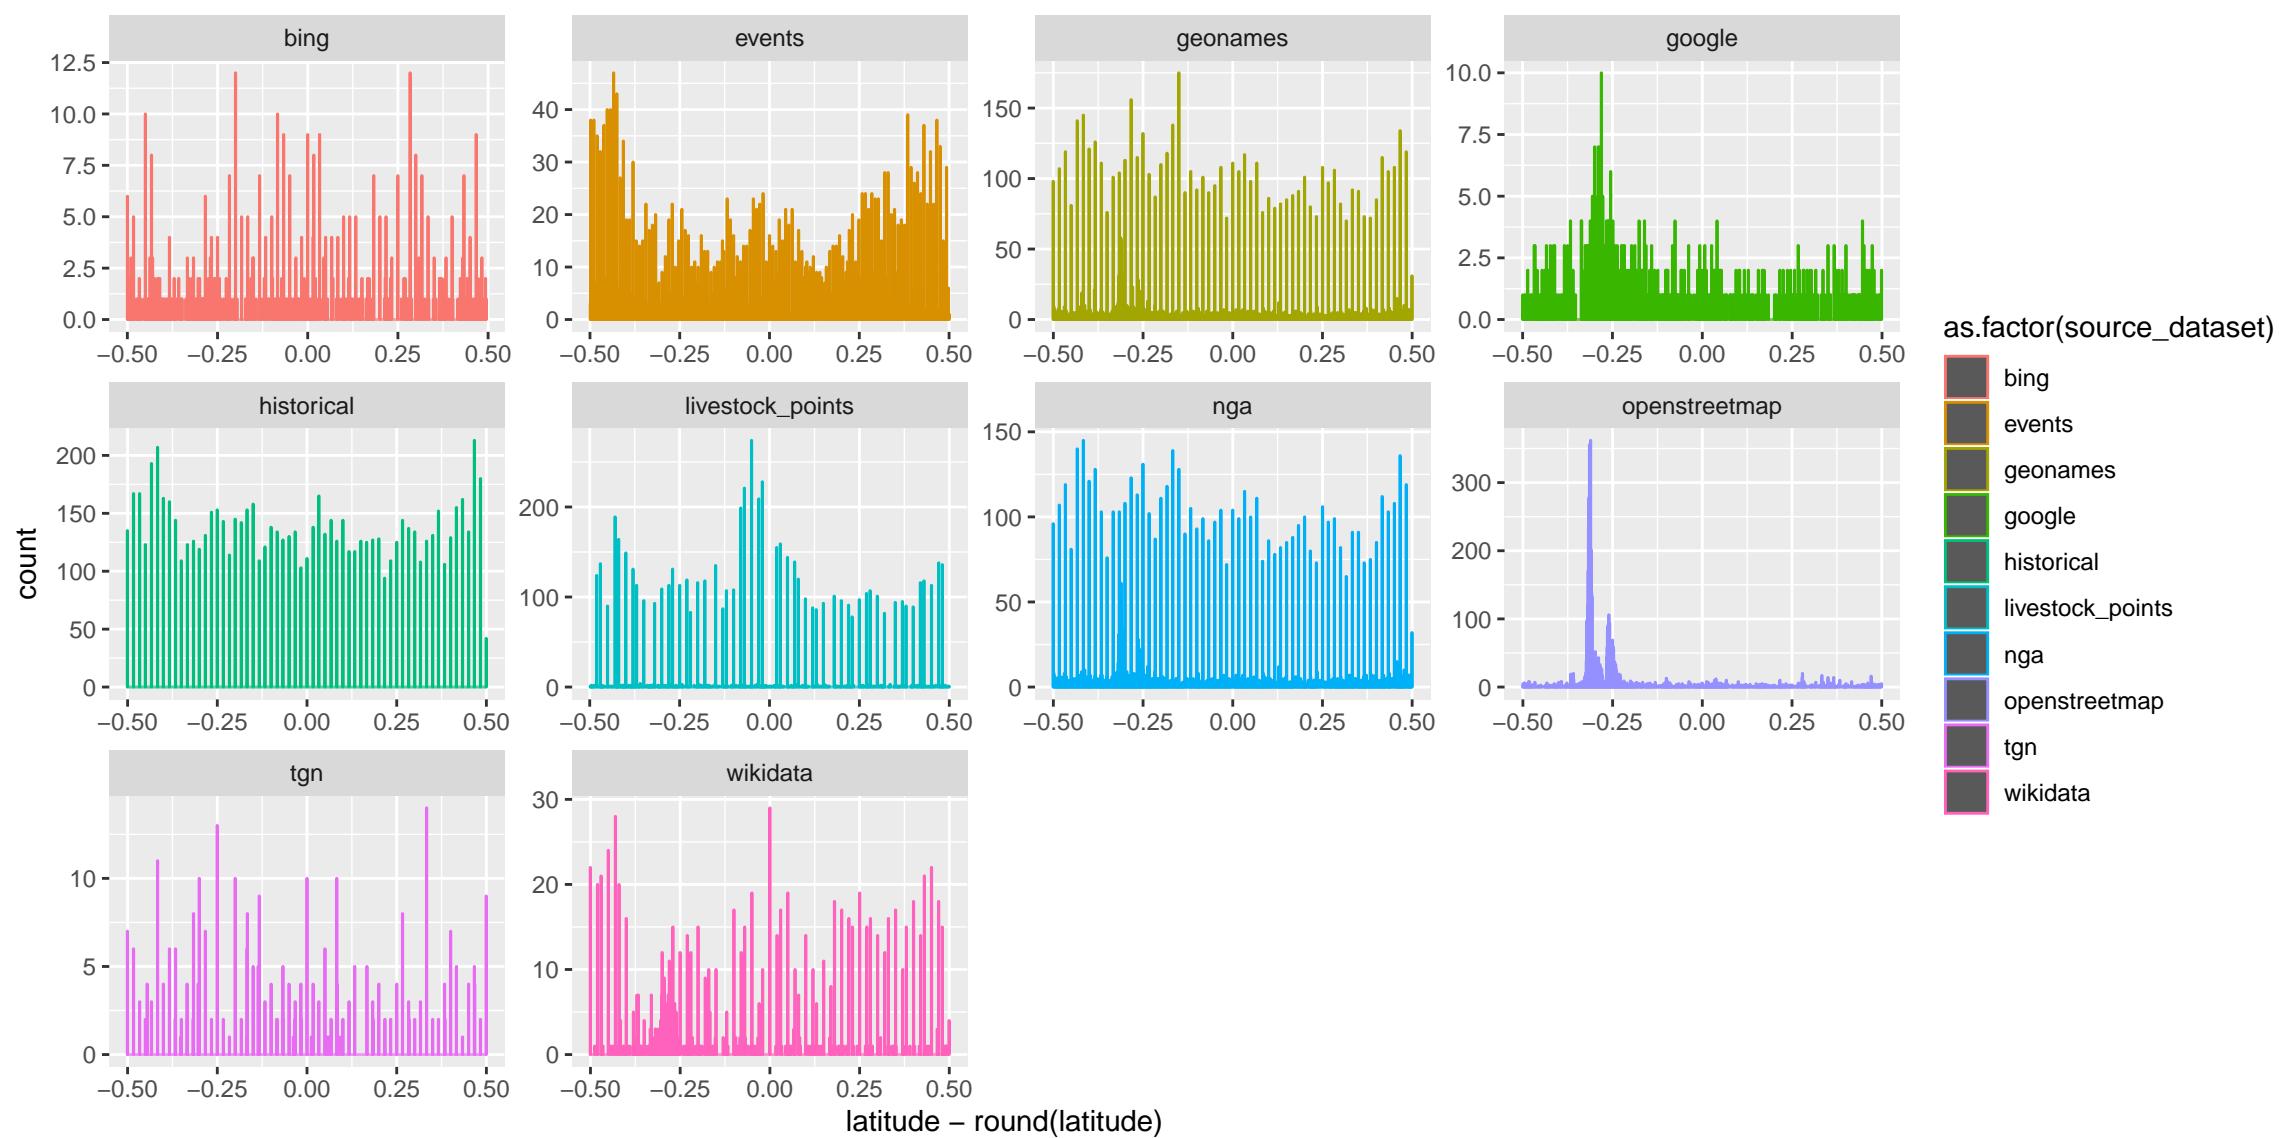 bing events geonames google
12.5
10.0
7.5
5.0
2.5
0.0
−0.50 −0.25 0.00 0.25 0.50
40
30
20
10
0
−0.50 −0.25 0.00 0.25 0.50
150
100
50
0
−0.50 −0.25 0.00 0.25 0.50
10.0
7.5
5.0
2.5
0.0
−0.50 −0.25 0.00 0.25 0.50
historical livestock_points nga openstreetmap
200
150
100
50
0
−0.50 −0.25 0.00 0.25 0.50
200
100
0
−0.50 −0.25 0.00 0.25 0.50
150
100
50
0
−0.50 −0.25 0.00 0.25 0.50
300
200
100
0
−0.50 −0.25 0.00 0.25 0.50
tgn wikidata
10
5
0
−0.50 −0.25 0.00 0.25 0.50
30
20
10
0
−0.50 −0.25 0.00 0.25 0.50
count
latitude − round(latitude)
as.factor(source_dataset)
bing
events
geonames
google
historical
livestock_points
nga
openstreetmap
tgn
wikidata